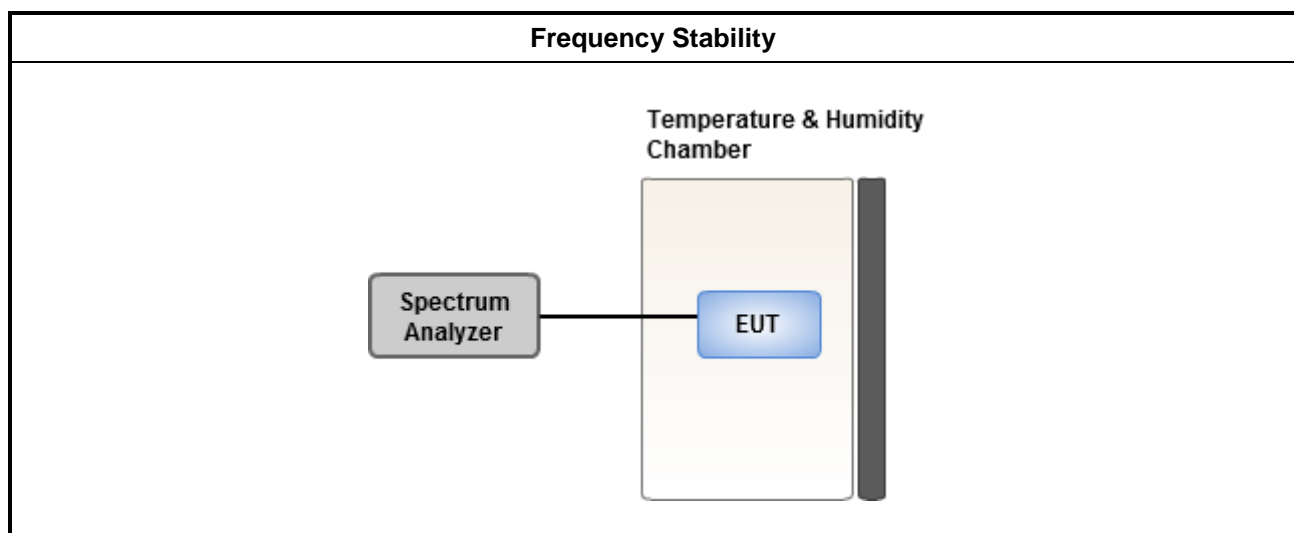 Frequency Stability
Temperature & Humidity
Chamber
Spectrum
Analyzer
EUT